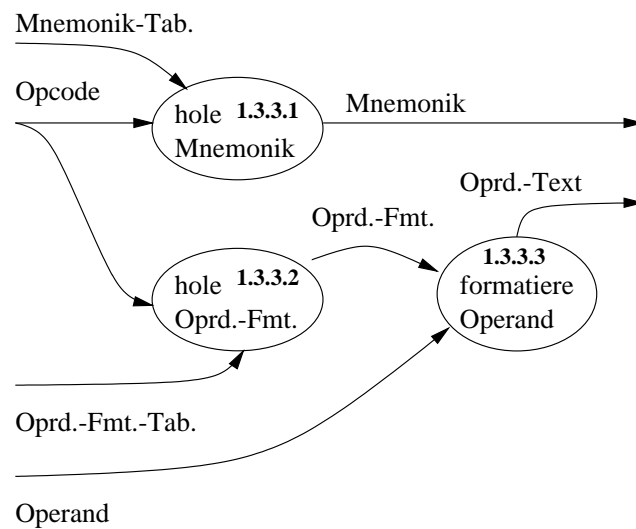 Mnemonik-Tab.
Opcode
hole 1.3.3.1
Mnemonik
Mnemonik
Oprd.-Text
Oprd.-Fmt.
hole 1.3.3.2
Oprd.-Fmt.
1.3.3.3
formatiere
Operand
Oprd.-Fmt.-Tab.
Operand